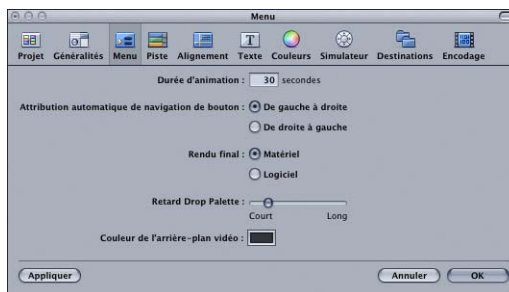 Menu
Projet Généralités Menu Piste Alignement Texte Couleurs Simulateur Destinations Encodage
Durée d'animation : 30 secondes
Attribution automatique de navigation de bouton : De gauche à droite
De droite à gauche
Rendu final : Matériel
Logiciel
Retard Drop Palette :
Court Long
Couleur de l'arrière-plan vidéo :
Appliquer Annuler OK